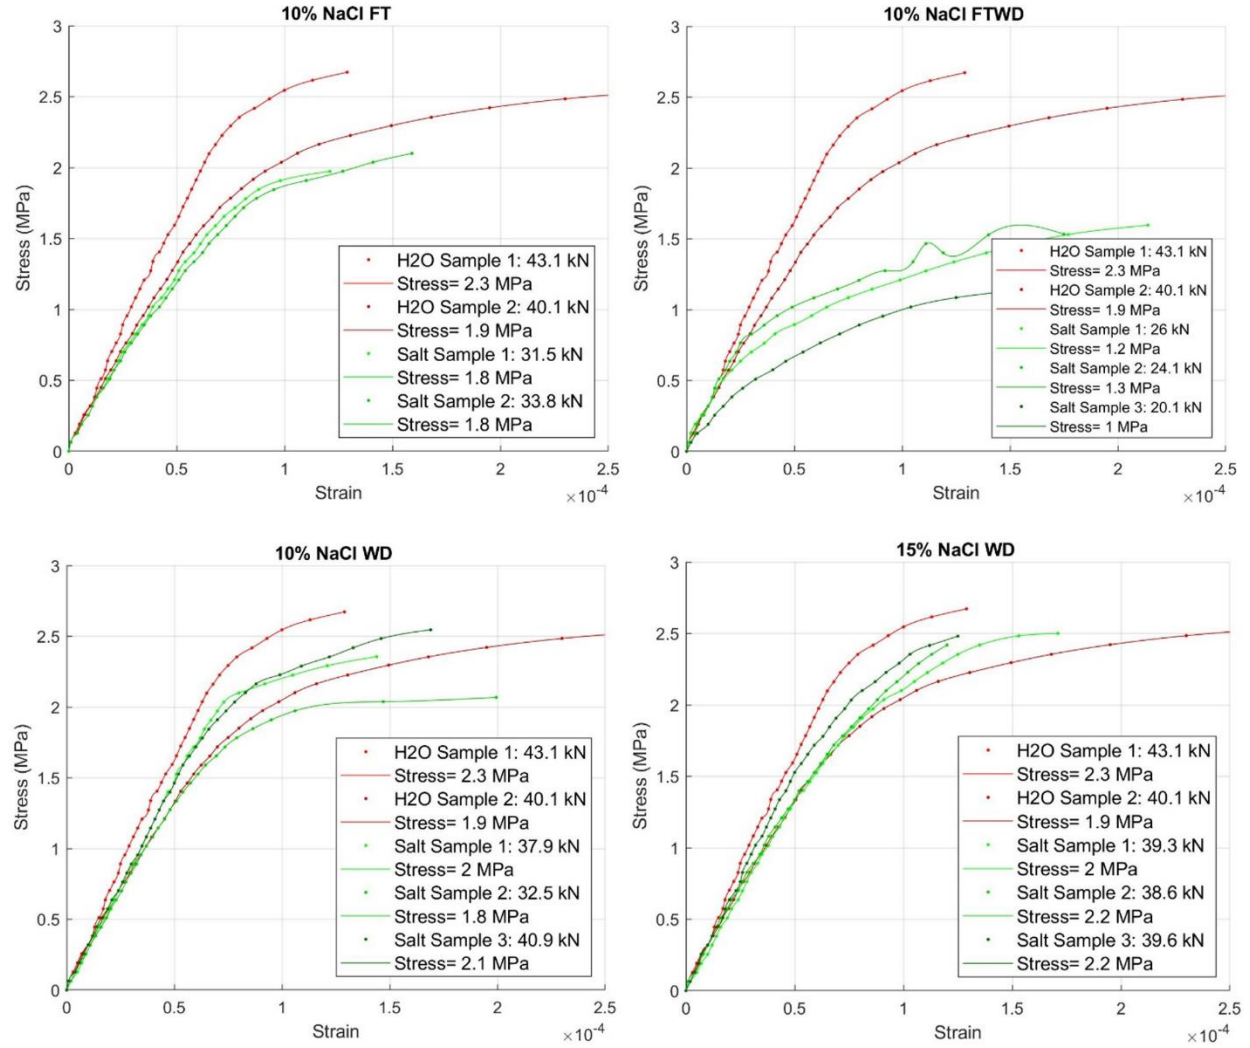 10% NaCl FT
3
2.5
2
1.5
1
0.5
0
Stress (MPa)
H2O Sample 1: 43.1 kN
Stress= 2.3 MPa
H2O Sample 2: 40.1 kN
Stress= 1.9 MPa
Salt Sample 1: 31.5 kN
Stress= 1.8 MPa
Salt Sample 2: 33.8 kN
Stress= 1.8 MPa
0 0.5 1 1.5 2 2.5
Strain
×10-4
10% NaCl FTWD
3
2.5
2
1.5
1
0.5
0
Stress (MPa)
H2O Sample 1: 43.1 kN
Stress= 2.3 MPa
H2O Sample 2: 40.1 kN
Stress= 1.9 MPa
Salt Sample 1: 26 kN
Stress= 1.2 MPa
Salt Sample 2: 24.1 kN
Stress= 1.3 MPa
Salt Sample 3: 20.1 kN
Stress= 1 MPa
0 0.5 1 1.5 2 2.5
Strain
×10-4
10% NaCl WD
3
2.5
2
1.5
1
0.5
0
Stress (MPa)
H2O Sample 1: 43.1 kN
Stress= 2.3 MPa
H2O Sample 2: 40.1 kN
Stress= 1.9 MPa
Salt Sample 1: 37.9 kN
Stress= 2 MPa
Salt Sample 2: 32.5 kN
Stress= 1.8 MPa
Salt Sample 3: 40.9 kN
Stress= 2.1 MPa
0 0.5 1 1.5 2 2.5
Strain
×10-4
15% NaCl WD
3
2.5
2
1.5
1
0.5
0
Stress (MPa)
H2O Sample 1: 43.1 kN
Stress= 2.3 MPa
H2O Sample 2: 40.1 kN
Stress= 1.9 MPa
Salt Sample 1: 39.3 kN
Stress= 2 MPa
Salt Sample 2: 38.6 kN
Stress= 2.2 MPa
Salt Sample 3: 39.6 kN
Stress= 2.2 MPa
0 0.5 1 1.5 2 2.5
Strain
×10-4